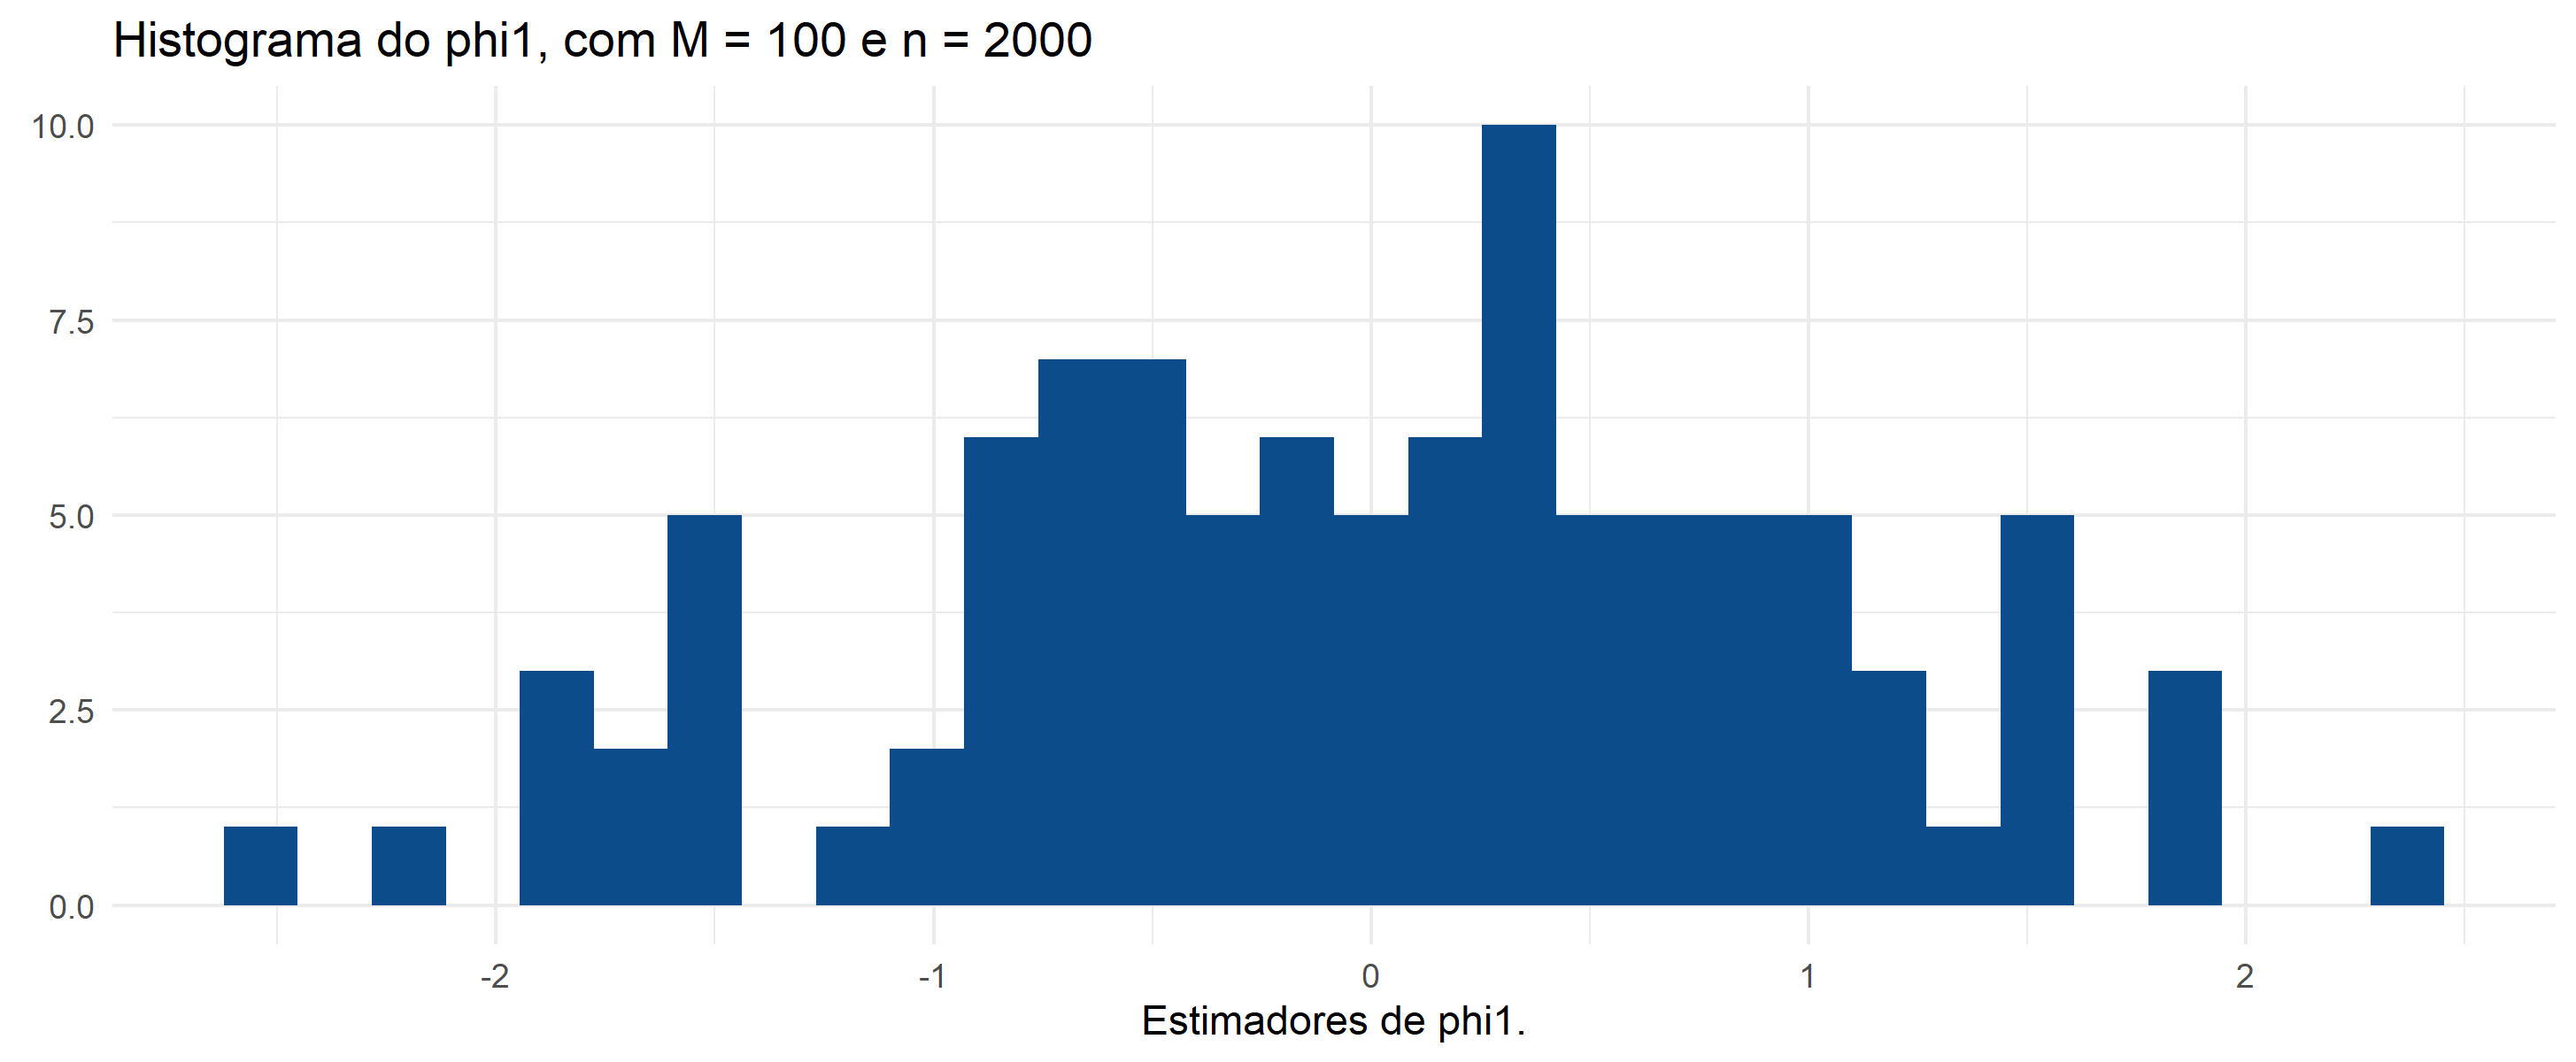 Histograma do phi1, com M = 100 e n = 2000
10.0
7.5
5.0
2.5
0.0
-2 -1 0 1 2
Estimadores de phi1.